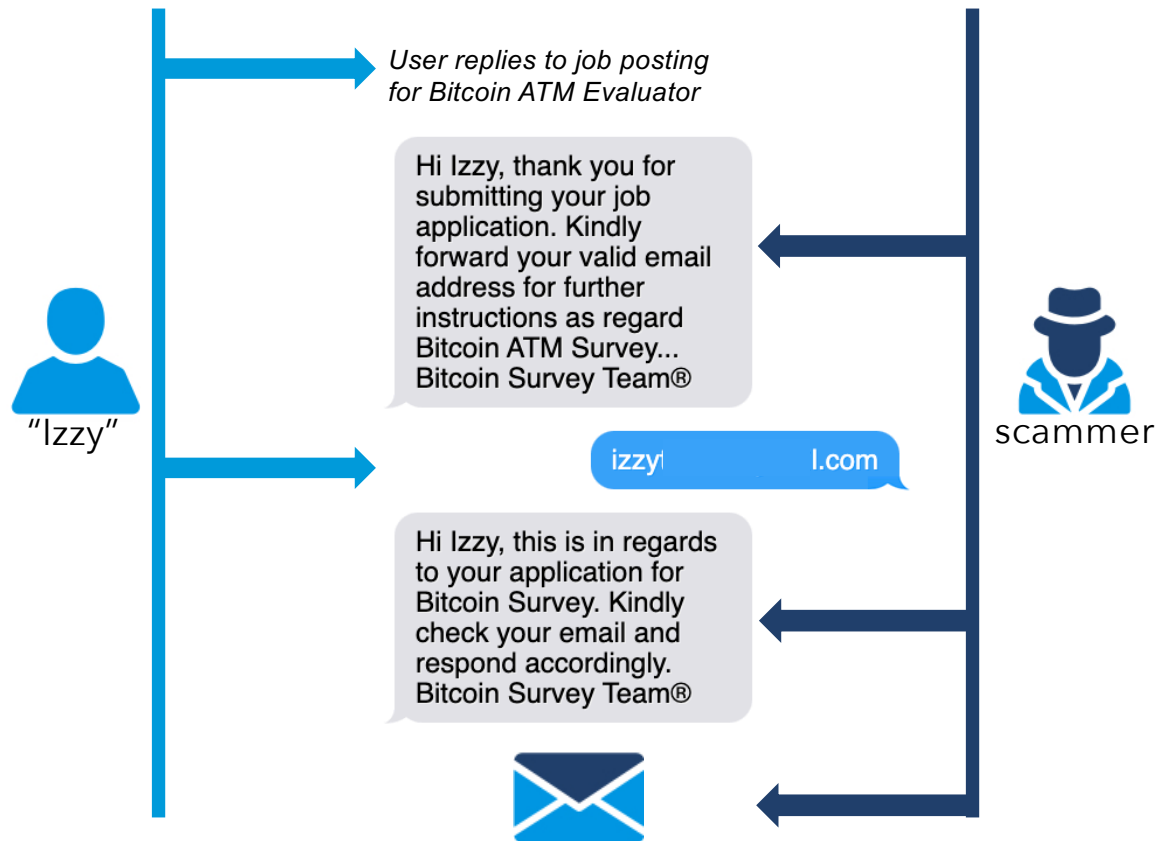 User replies to job posting
for Bitcoin ATM Evaluator
Hi Izzy, thank you for
submitting your job
application. Kindly
forward your valid email
address for further
instructions as regard
Bitcoin ATM Survey...
Bitcoin Survey Team®
"Izzy"
scammer
izzy l.com
Hi Izzy, this is in regards
to your application for
Bitcoin Survey. Kindly
check your email and
respond accordingly.
Bitcoin Survey Team®